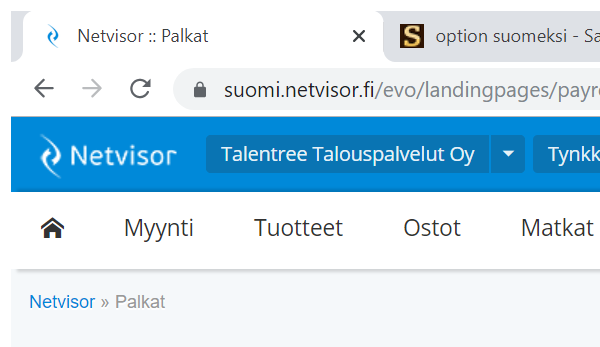 Netvisor :: Palkat
option suomeksi - Sa
suomi.netvisor.fi/evo/landingpages/payr
Netvisor Talentree Talouspalvelut Oy Tynkk
Myynti Tuotteet Ostot Matkat
Netvisor » Palkat